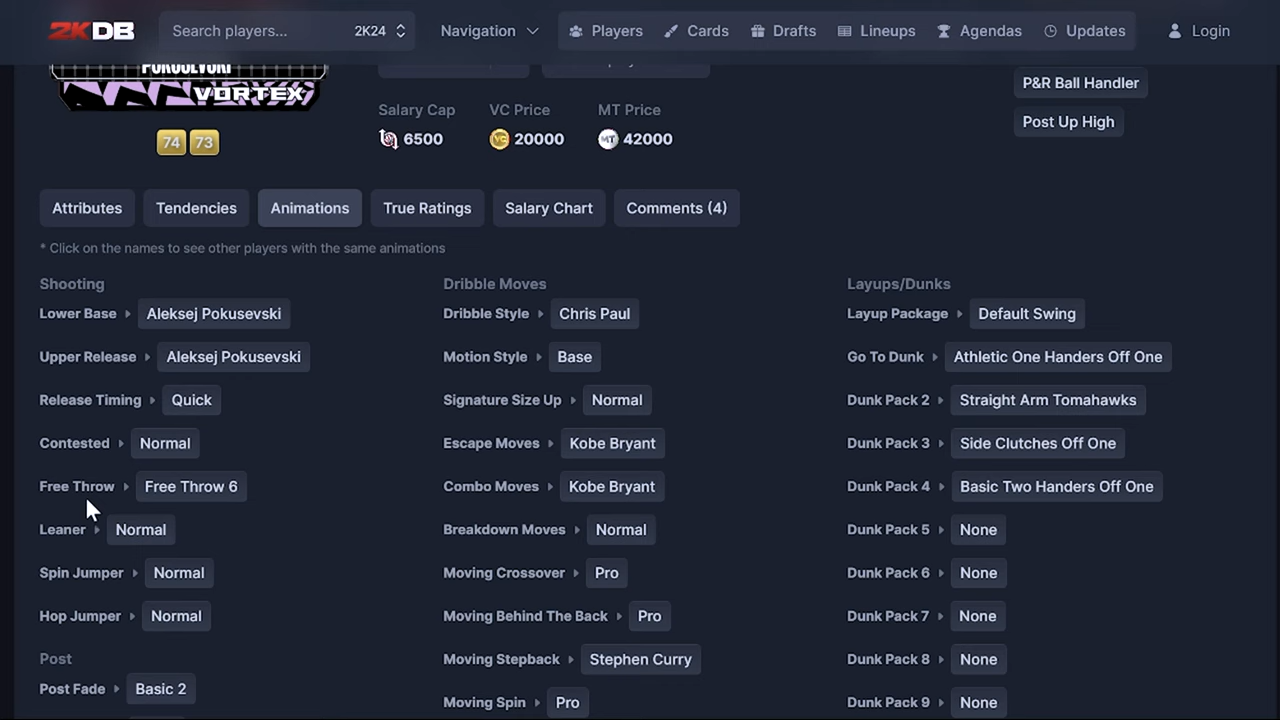 2KDB
Search players...
2K24
Navigation
Players
Cards
Drafts
Lineups
Agendas
Updates
Login
POKUSEVSKI
VORTEX
74 73
Salary Cap
6500
VC Price
VC 20000
MT Price
MT 42000
P&R Ball Handler
Post Up High
Attributes
Tendencies
Animations
True Ratings
Salary Chart
Comments (4)
* Click on the names to see other players with the same animations
Shooting
Lower Base Aleksej Pokusevski
Upper Release Aleksej Pokusevski
Release Timing Quick
Contested Normal
Free Throw Free Throw 6
Leaner Normal
Spin Jumper Normal
Hop Jumper Normal
Post
Post Fade Basic 2
Dribble Moves
Dribble Style Chris Paul
Motion Style Base
Signature Size Up Normal
Escape Moves Kobe Bryant
Combo Moves Kobe Bryant
Breakdown Moves Normal
Moving Crossover Pro
Moving Behind The Back Pro
Moving Stepback Stephen Curry
Moving Spin Pro
Layups/Dunks
Layup Package Default Swing
Go To Dunk Athletic One Handers Off One
Dunk Pack 2 Straight Arm Tomahawks
Dunk Pack 3 Side Clutches Off One
Dunk Pack 4 Basic Two Handers Off One
Dunk Pack 5 None
Dunk Pack 6 None
Dunk Pack 7 None
Dunk Pack 8 None
Dunk Pack 9 None